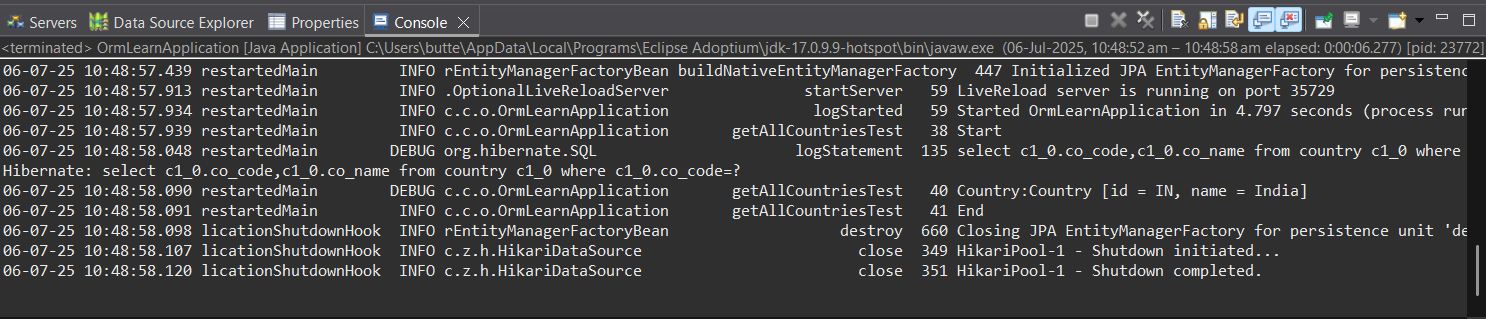 Servers Data Source Explorer Properties Console
<terminated> OrmLearnApplication [Java Application] C:\Users\butte\AppData\Local\Programs\Eclipse Adoptium\jdk-17.0.9.9-hotspot\bin\javaw.exe (06-Jul-2025, 10:48:52 am – 10:48:58 am elapsed: 0:00:06.277) [pid: 23772]
06-07-25 10:48:57.439 restartedMain INFO rEntityManagerFactoryBean buildNativeEntityManagerFactory 447 Initialized JPA EntityManagerFactory for persistenc
06-07-25 10:48:57.913 restartedMain INFO .OptionalLiveReloadServer startServer 59 LiveReload server is running on port 35729
06-07-25 10:48:57.934 restartedMain INFO c.c.o.OrmLearnApplication logStarted 59 Started OrmLearnApplication in 4.797 seconds (process run
06-07-25 10:48:57.939 restartedMain INFO c.c.o.OrmLearnApplication getAllCountriesTest 38 Start
06-07-25 10:48:58.048 restartedMain DEBUG org.hibernate.SQL logStatement 135 select c1_0.co_code,c1_0.co_name from country c1_0 where
Hibernate: select c1_0.co_code,c1_0.co_name from country c1_0 where c1_0.co_code=?
06-07-25 10:48:58.090 restartedMain DEBUG c.c.o.OrmLearnApplication getAllCountriesTest 40 Country:Country [id = IN, name = India]
06-07-25 10:48:58.091 restartedMain INFO c.c.o.OrmLearnApplication getAllCountriesTest 41 End
06-07-25 10:48:58.098 licationShutdownHook INFO rEntityManagerFactoryBean destroy 660 Closing JPA EntityManagerFactory for persistence unit 'de
06-07-25 10:48:58.107 licationShutdownHook INFO c.z.h.HikariDataSource close 349 HikariPool-1 - Shutdown initiated...
06-07-25 10:48:58.120 licationShutdownHook INFO c.z.h.HikariDataSource close 351 HikariPool-1 - Shutdown completed.